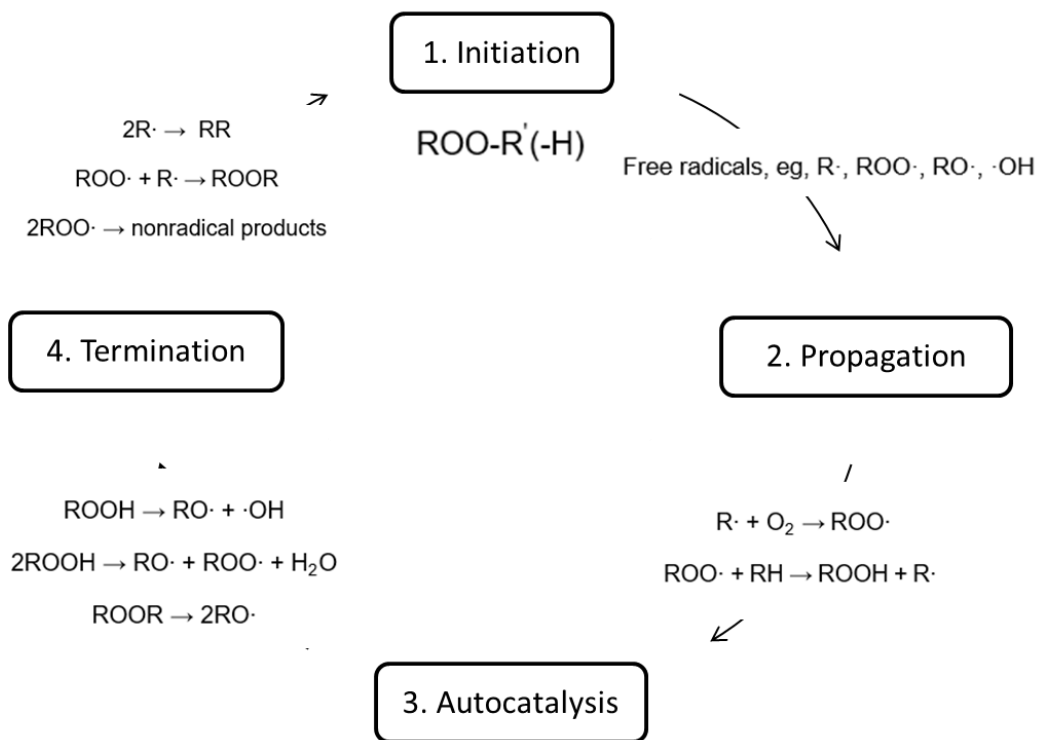 1. Initiation
ROO-R'(-H)
Free radicals, eg, R·, ROO·, RO·, ·OH
2. Propagation
R· + O₂ → ROO·
ROO· + RH → ROOH + R·
3. Autocatalysis
ROOH → RO· + ·OH
2ROOH → RO· + ROO· + H₂O
ROOR → 2RO·
4. Termination
2R· → RR
ROO· + R· → ROOR
2ROO· → nonradical products